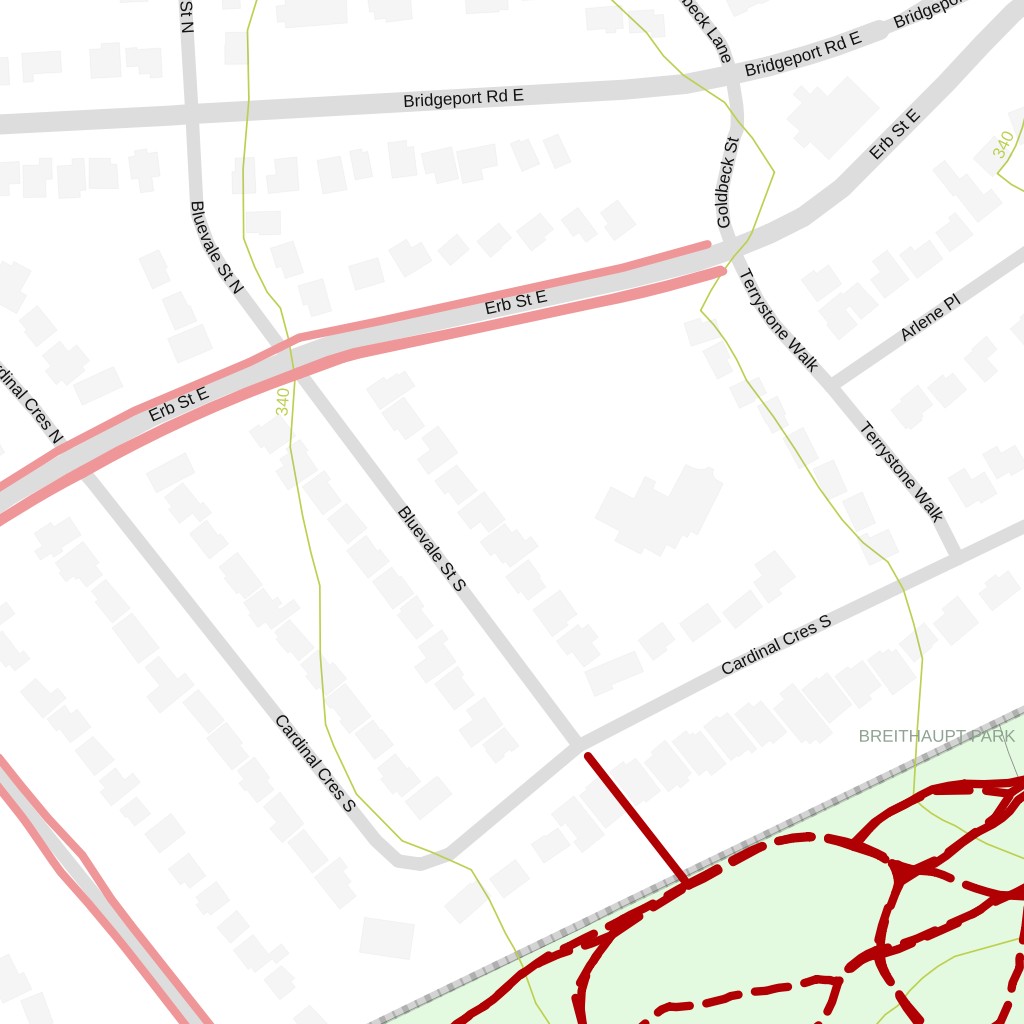 St N
beck Lane
Bridgeport
Bridgeport Rd E
Bridgeport Rd E
Erb St E
340
Goldbeck St
Bluevale St N
Erb St E
Terrystone Walk
Arlene Pl
dinal Cres N
Erb St E
340
Terrystone Walk
Bluevale St S
Cardinal Cres S
Cardinal Cres S
BREITHAUPT PARK